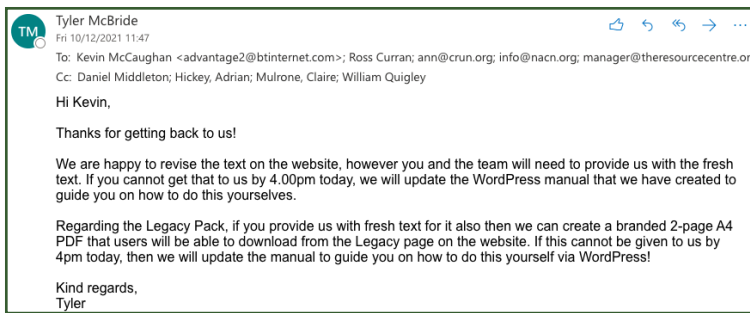 TM
Tyler McBride
Fri 10/12/2021 11:47
To: Kevin McCaughan <advantage2@btinternet.com>; Ross Curran; ann@crun.org; info@nacn.org; manager@theresourcecentre.or
Cc: Daniel Middleton; Hickey, Adrian; Mulrone, Claire; William Quigley
Hi Kevin,
Thanks for getting back to us!
We are happy to revise the text on the website, however you and the team will need to provide us with the fresh
text. If you cannot get that to us by 4.00pm today, we will update the WordPress manual that we have created to
guide you on how to do this yourselves.
Regarding the Legacy Pack, if you provide us with fresh text for it also then we can create a branded 2-page A4
PDF that users will be able to download from the Legacy page on the website. If this cannot be given to us by
4pm today, then we will update the manual to guide you on how to do this yourself via WordPress!
Kind regards,
Tyler